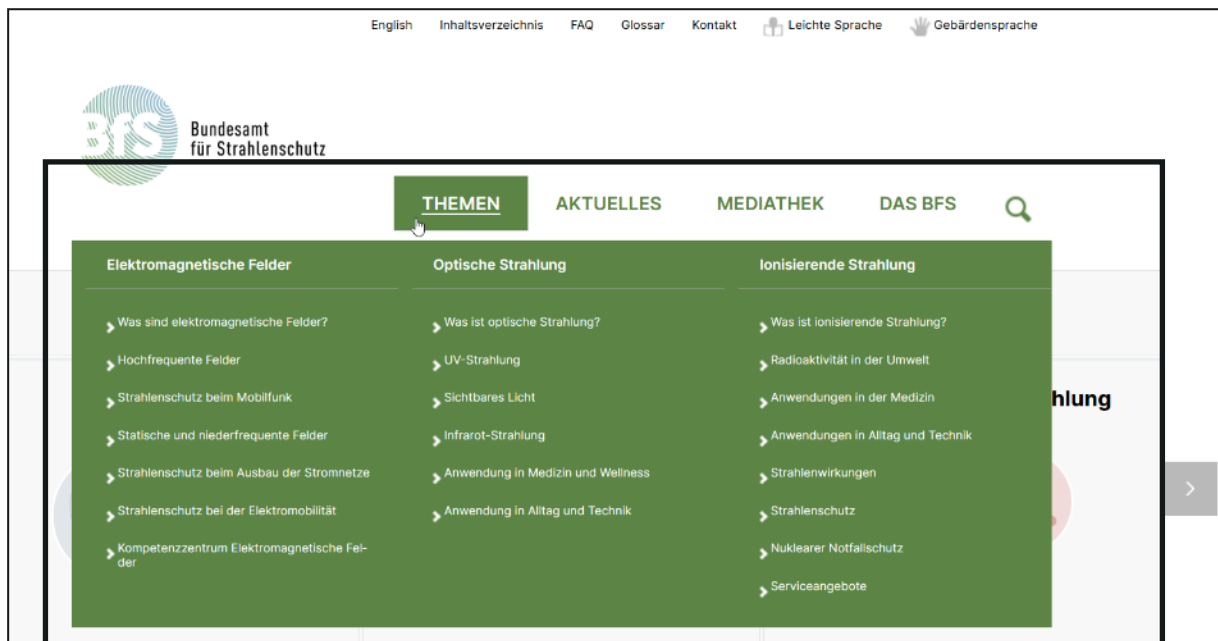 English Inhaltsverzeichnis FAQ Glossar Kontakt Leichte Sprache Gebärdensprache
BfS
Bundesamt
für Strahlenschutz
THEMEN AKTUELLES MEDIATHEK DAS BFS
Elektromagnetische Felder
Was sind elektromagnetische Felder?
Hochfrequente Felder
Strahlenschutz beim Mobilfunk
Statische und niederfrequente Felder
Strahlenschutz beim Ausbau der Stromnetze
Strahlenschutz bei der Elektromobilität
Kompetenzzentrum Elektromagnetische Fel-
der
Optische Strahlung
Was ist optische Strahlung?
UV-Strahlung
Sichtbares Licht
Infrarot-Strahlung
Anwendung in Medizin und Wellness
Anwendung in Alltag und Technik
Ionisierende Strahlung
Was ist ionisierende Strahlung?
Radioaktivität in der Umwelt
Anwendungen in der Medizin
Anwendungen in Alltag und Technik
Strahlenwirkungen
Strahlenschutz
Nuklearer Notfallschutz
Serviceangebote
hlung